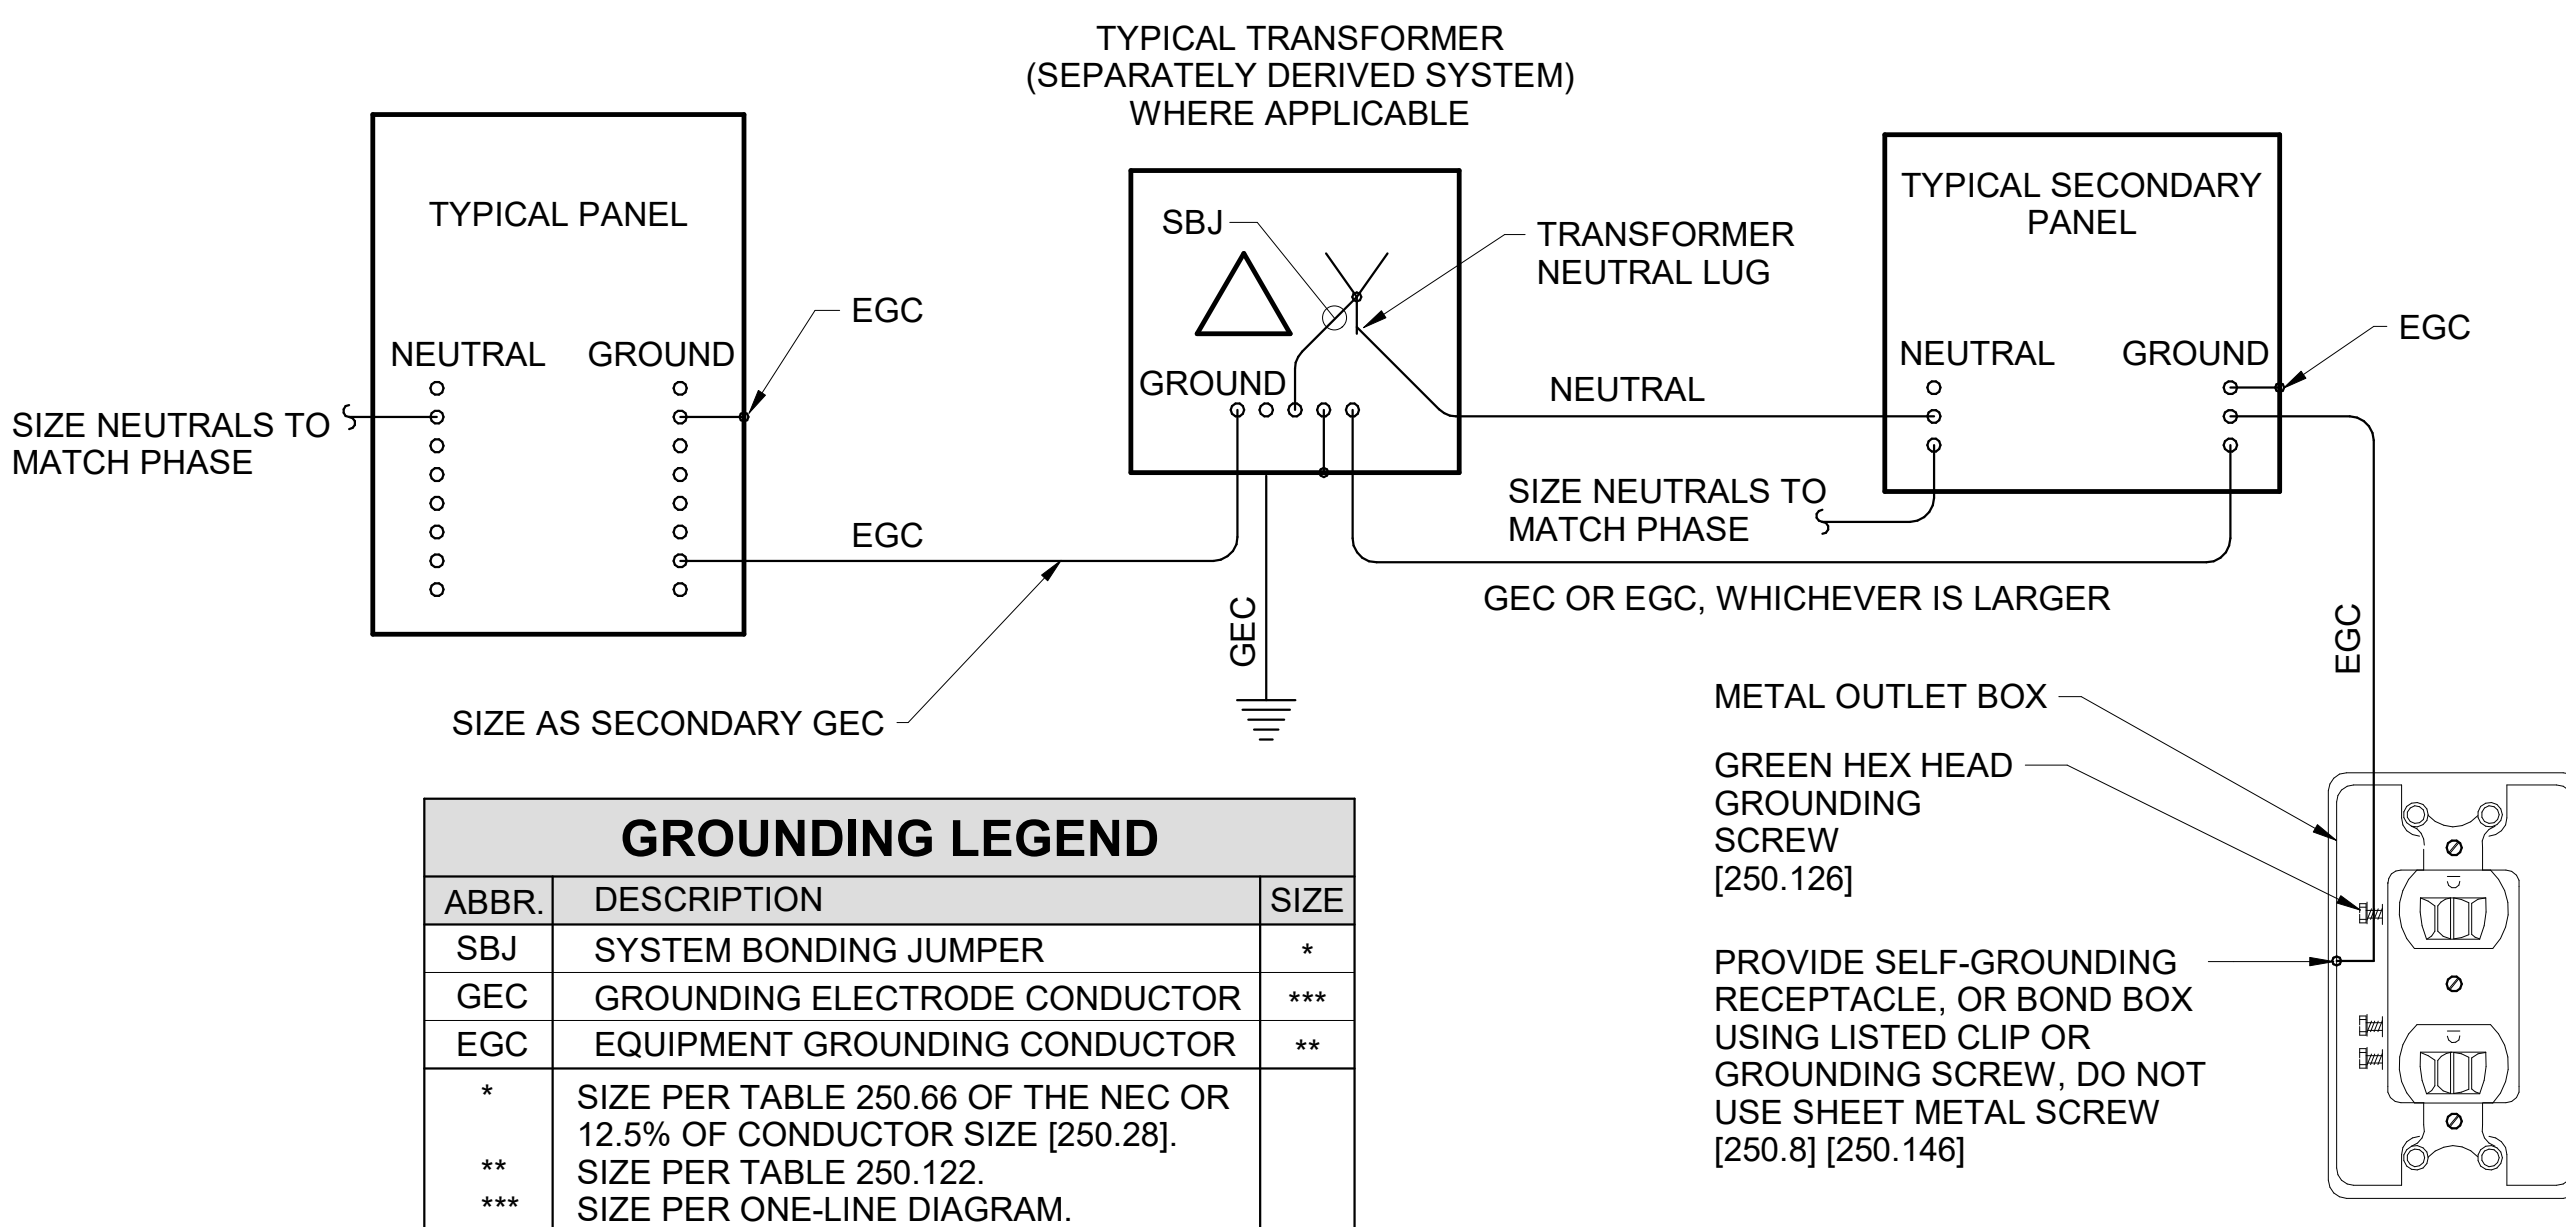 TYPICAL TRANSFORMER
(SEPARATELY DERIVED SYSTEM)
WHERE APPLICABLE
TYPICAL PANEL
NEUTRAL
GROUND
EGC
SIZE NEUTRALS TO
MATCH PHASE
EGC
SIZE AS SECONDARY GEC
SBJ
GROUND
TRANSFORMER
NEUTRAL LUG
NEUTRAL
GEC
TYPICAL SECONDARY
PANEL
NEUTRAL
GROUND
EGC
SIZE NEUTRALS TO
MATCH PHASE
GEC OR EGC, WHICHEVER IS LARGER
EGC
METAL OUTLET BOX
GREEN HEX HEAD
GROUNDING
SCREW
[250.126]
PROVIDE SELF-GROUNDING
RECEPTACLE, OR BOND BOX
USING LISTED CLIP OR
GROUNDING SCREW, DO NOT
USE SHEET METAL SCREW
[250.8] [250.146]
GROUNDING LEGEND
ABBR. DESCRIPTION SIZE
SBJ SYSTEM BONDING JUMPER *
GEC GROUNDING ELECTRODE CONDUCTOR ***
EGC EQUIPMENT GROUNDING CONDUCTOR **
* SIZE PER TABLE 250.66 OF THE NEC OR
12.5% OF CONDUCTOR SIZE [250.28].
** SIZE PER TABLE 250.122.
*** SIZE PER ONE-LINE DIAGRAM.